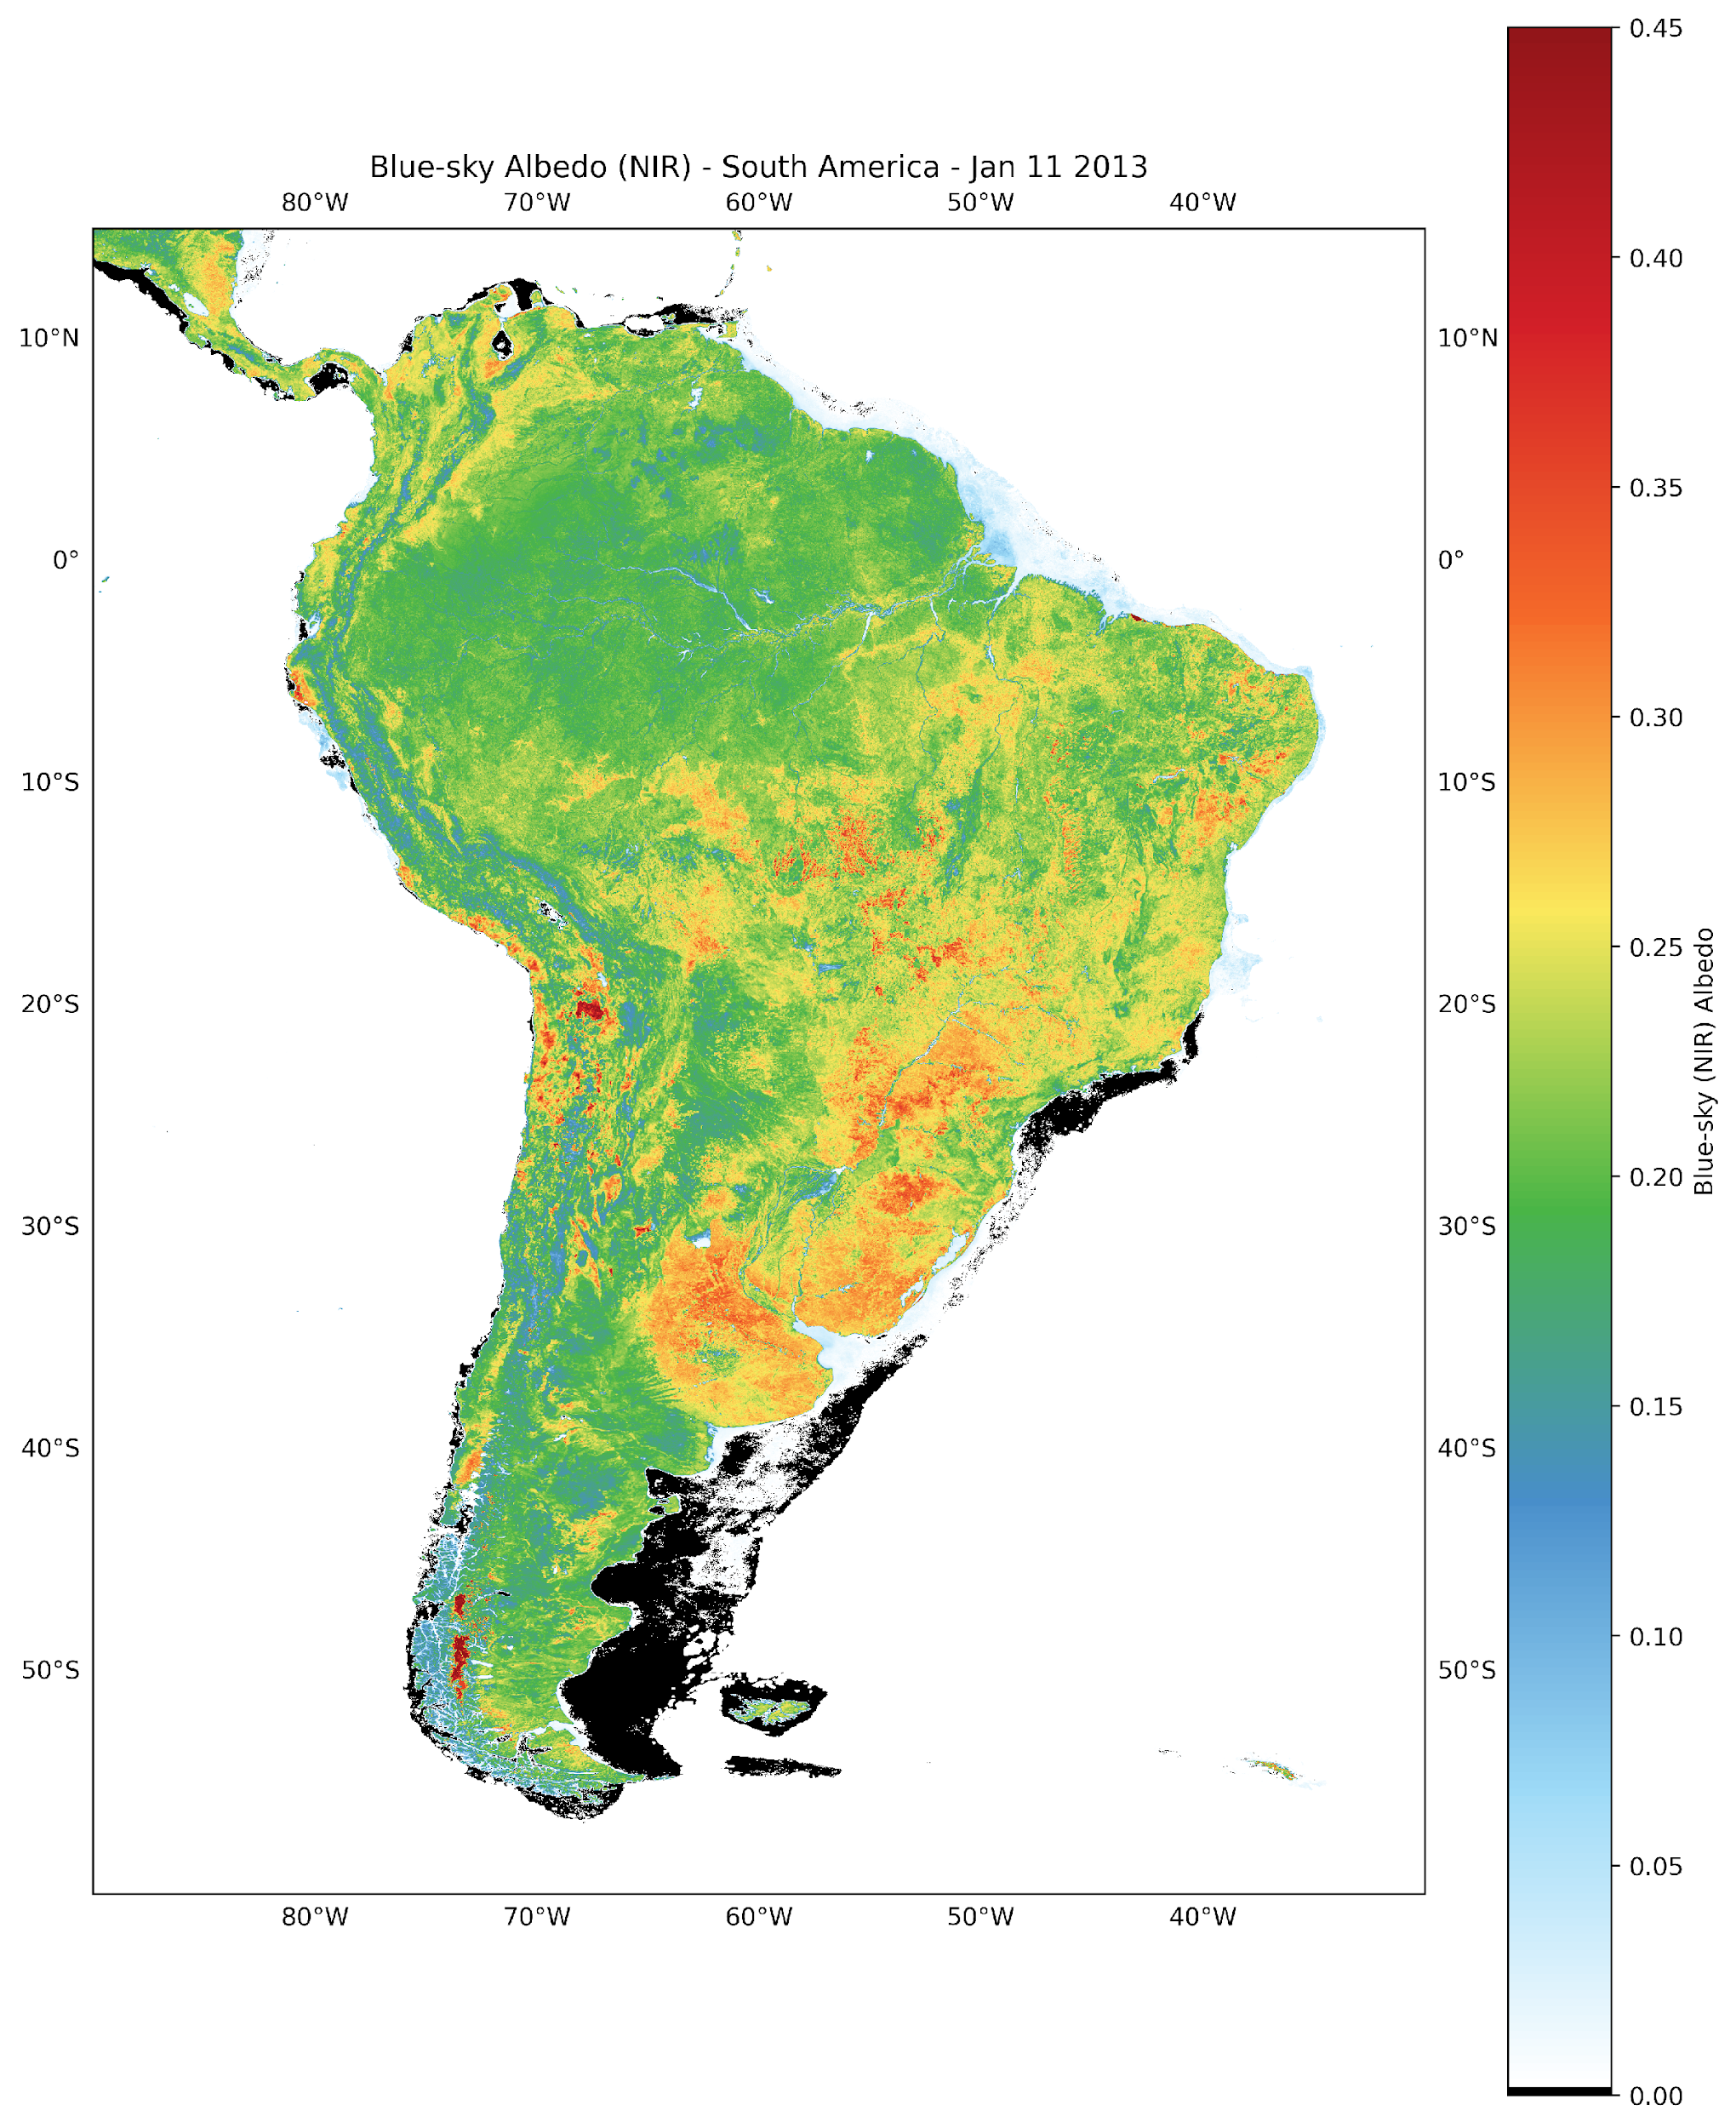 Blue-sky Albedo (NIR) - South America - Jan 11 2013
80°W 70°W 60°W 50°W 40°W
10°N 10°N
0° 0°
10°S 10°S
20°S 20°S
30°S 30°S
40°S 40°S
50°S 50°S
80°W 70°W 60°W 50°W 40°W
0.45
0.40
0.35
0.30
0.25
0.20
0.15
0.10
0.05
0.00
Blue-sky (NIR) Albedo